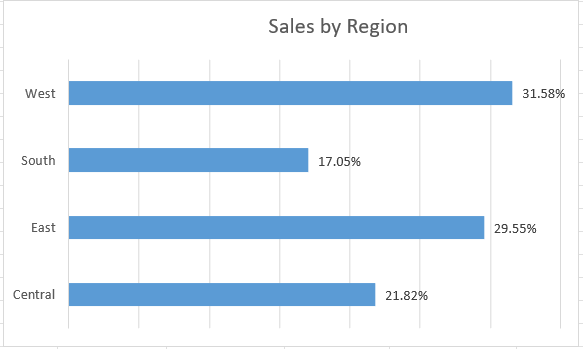 Sales by Region
West 31.58%
South 17.05%
East 29.55%
Central 21.82%